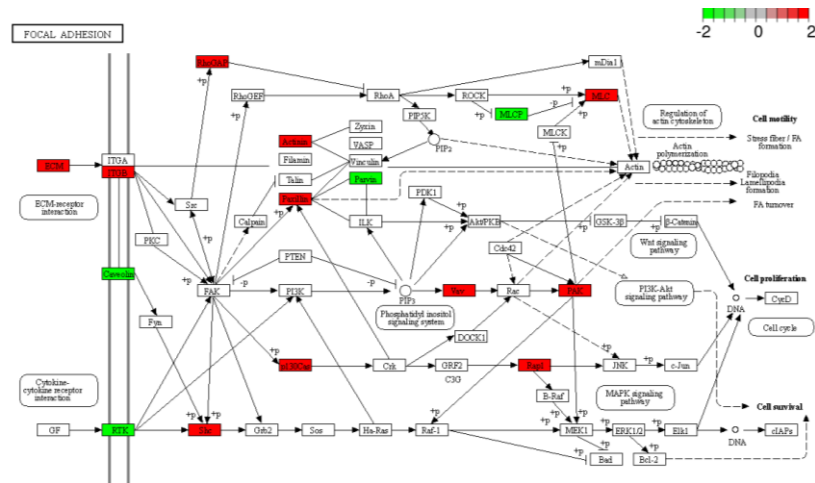 -2 0 2
FOCAL ADHESION
RhoGAP
mDia1
RhoGEF
RhoA
ROCK
MLC
MLCP
PIP5K
MLCK
Regulation of
actin cytoskeleton
Cell motility
Stress fiber / FA
formation
Actinin
Zyxin
VASP
Vinculin
PIP2
Actin
polymerization
ECM
ITGA
ITGB
Filamin
Talin
Parvin
Actin
Filopodia
Lamellipodia
formation
ECM-receptor
interaction
Src
Paxillin
PDK1
FA turnover
Calpain
ILK
Akt/PKB
GSK-3β
β-Catenin
PKC
Wnt signaling
pathway
PTEN
Cdc42
Caveolin
FAK
PI3K
PIP3
Vav
Rac
PAK
PI3K-Akt
signaling pathway
Cell proliferation
DNA
CycD
Phosphatidyl inositol
signaling system
Fyn
DOCK1
Cell cycle
p130Cas
Crk
GRF2
C3G
Rap1
JNK
c-Jun
Cytokine-
cytokine receptor
interaction
B-Raf
MAPK signaling
pathway
Cell survival
GF
RTK
Shc
Grb2
Sos
Ha-Ras
Raf-1
MEK1
ERK1/2
Elk1
DNA
cIAPs
Bad
Bcl-2
+p
+p
+p
-p
+p
+p
+p
+p
+p
+p
+p
+p
-p
-p
+p
+p
+p
+p
+p
+p
+p
+p
+p
+p
+p
+p
+p